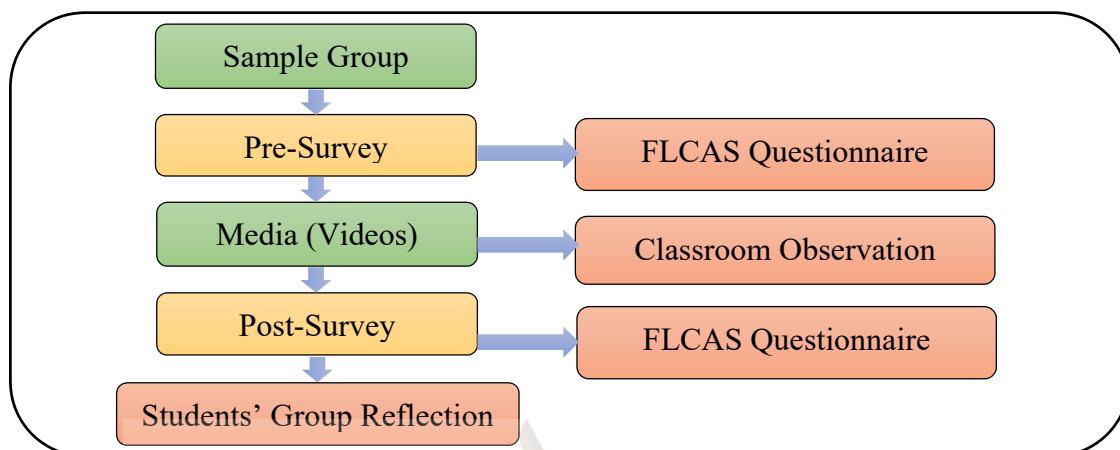 Sample Group
Pre-Survey
FLCAS Questionnaire
Media (Videos)
Classroom Observation
Post-Survey
FLCAS Questionnaire
Students’ Group Reflection